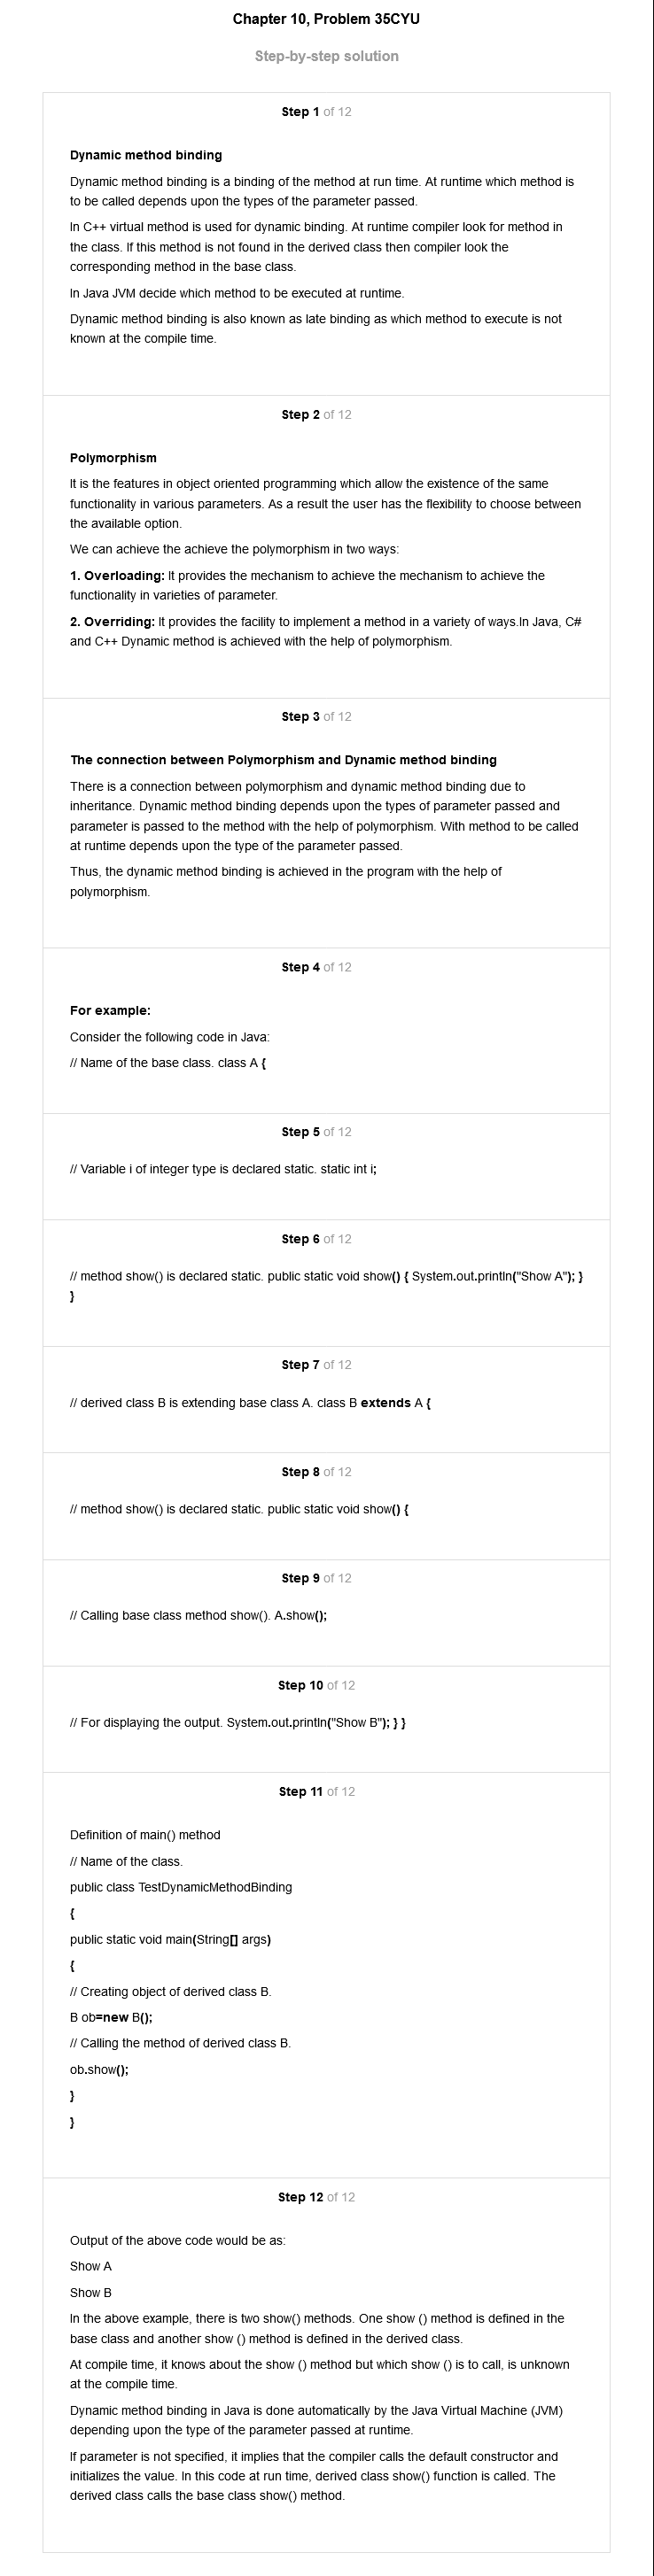 Chapter 10, Problem 35CYU
Step-by-step solution
Step 1 of 12
Dynamic method binding
Dynamic method binding is a binding of the method at run time. At runtime which method is
to be called depends upon the types of the parameter passed.
In C++ virtual method is used for dynamic binding. At runtime compiler look for method in
the class. If this method is not found in the derived class then compiler look the
corresponding method in the base class.
In Java JVM decide which method to be executed at runtime.
Dynamic method binding is also known as late binding as which method to execute is not
known at the compile time.
Step 2 of 12
Polymorphism
It is the features in object oriented programming which allow the existence of the same
functionality in various parameters. As a result the user has the flexibility to choose between
the available option.
We can achieve the achieve the polymorphism in two ways:
1. Overloading: It provides the mechanism to achieve the mechanism to achieve the
functionality in varieties of parameter.
2. Overriding: It provides the facility to implement a method in a variety of ways.In Java, C#
and C++ Dynamic method is achieved with the help of polymorphism.
Step 3 of 12
The connection between Polymorphism and Dynamic method binding
There is a connection between polymorphism and dynamic method binding due to
inheritance. Dynamic method binding depends upon the types of parameter passed and
parameter is passed to the method with the help of polymorphism. With method to be called
at runtime depends upon the type of the parameter passed.
Thus, the dynamic method binding is achieved in the program with the help of
polymorphism.
Step 4 of 12
For example:
Consider the following code in Java:
// Name of the base class. class A {
Step 5 of 12
// Variable i of integer type is declared static. static int i;
Step 6 of 12
// method show() is declared static. public static void show() { System.out.println("Show A"); }
}
Step 7 of 12
// derived class B is extending base class A. class B extends A {
Step 8 of 12
// method show() is declared static. public static void show() {
Step 9 of 12
// Calling base class method show(). A.show();
Step 10 of 12
// For displaying the output. System.out.println("Show B"); } }
Step 11 of 12
Definition of main() method
// Name of the class.
public class TestDynamicMethodBinding
{
public static void main(String[] args)
{
// Creating object of derived class B.
B ob=new B();
// Calling the method of derived class B.
ob.show();
}
}
Step 12 of 12
Output of the above code would be as:
Show A
Show B
In the above example, there is two show() methods. One show () method is defined in the
base class and another show () method is defined in the derived class.
At compile time, it knows about the show () method but which show () is to call, is unknown
at the compile time.
Dynamic method binding in Java is done automatically by the Java Virtual Machine (JVM)
depending upon the type of the parameter passed at runtime.
If parameter is not specified, it implies that the compiler calls the default constructor and
initializes the value. In this code at run time, derived class show() function is called. The
derived class calls the base class show() method.